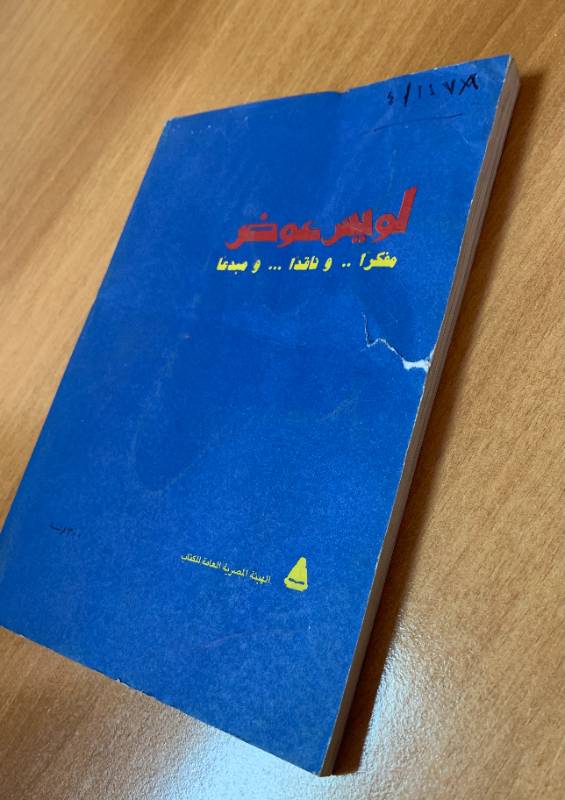 لويس عوض
مفكرا .. و ناقدا ... و مبدعا
الهيئة المصرية العامة للكتاب